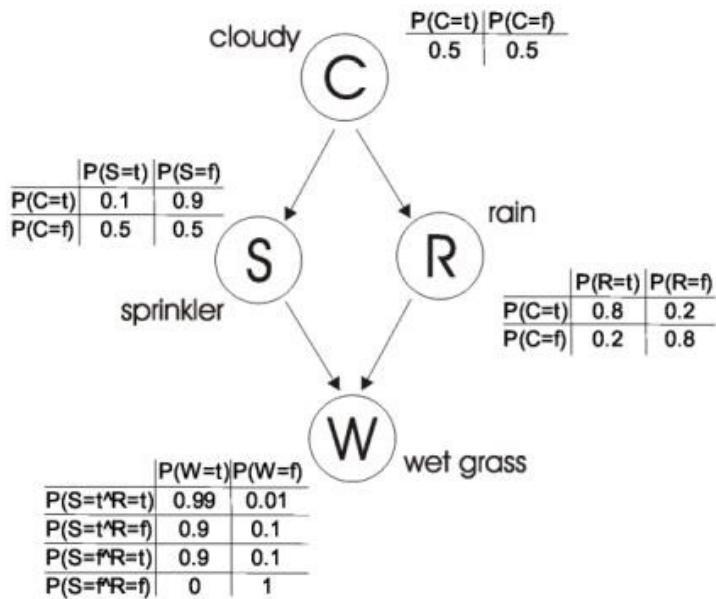 cloudy
C
P(C=t) P(C=f)
0.5 0.5
P(S=t) P(S=f)
P(C=t) 0.1 0.9
P(C=f) 0.5 0.5
S
sprinkler
rain
R
P(R=t) P(R=f)
P(C=t) 0.8 0.2
P(C=f) 0.2 0.8
W
wet grass
P(W=t) P(W=f)
P(S=t^R=t) 0.99 0.01
P(S=t^R=f) 0.9 0.1
P(S=f^R=t) 0.9 0.1
P(S=f^R=f) 0 1